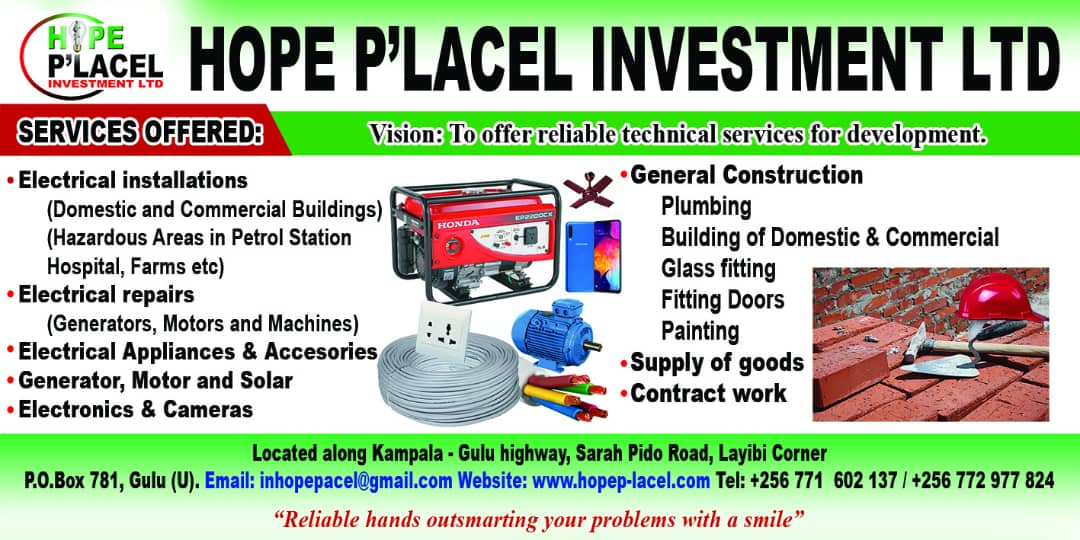 HOPE
P'LACEL
INVESTMENT LTD
HOPE P'LACEL INVESTMENT LTD
SERVICES OFFERED:
Vision: To offer reliable technical services for development.
• Electrical installations
(Domestic and Commercial Buildings)
(Hazardous Areas in Petrol Station
Hospital, Farms etc)
• Electrical repairs
(Generators, Motors and Machines)
• Electrical Appliances & Accesories
• Generator, Motor and Solar
• Electronics & Cameras
HONDA
EP2200CX
• General Construction
Plumbing
Building of Domestic & Commercial
Glass fitting
Fitting Doors
Painting
• Supply of goods
• Contract work
Located along Kampala - Gulu highway, Sarah Pido Road, Layibi Corner
P.O.Box 781, Gulu (U). Email: inhopepacel@gmail.com Website: www.hopep-lacel.com Tel: +256 771 602 137 / +256 772 977 824
“Reliable hands outsmarting your problems with a smile”